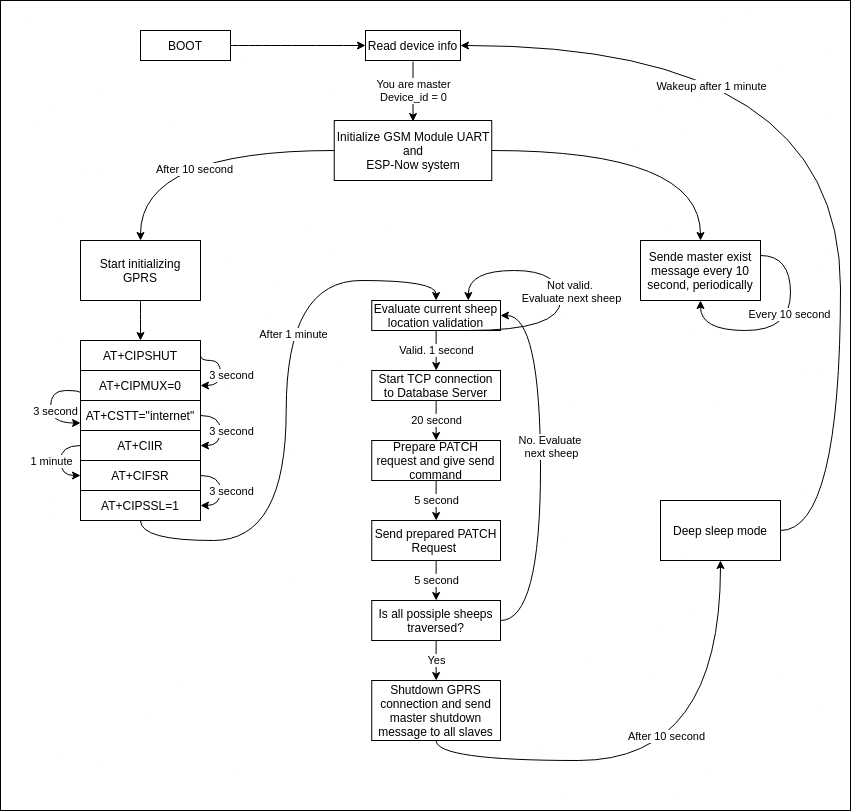 BOOT
Read device info
Wakeup after 1 minute
You are master
Device_id = 0
Initialize GSM Module UART
and
ESP-Now system
After 10 second
Start initializing
GPRS
Sende master exist
message every 10
second, periodically
Every 10 second
Not valid.
Evaluate next sheep
Evaluate current sheep
location validation
After 1 minute
Valid. 1 second
AT+CIPSHUT
3 second
AT+CIPMUX=0
3 second
AT+CSTT="internet"
3 second
AT+CIIR
1 minute
AT+CIFSR
3 second
AT+CIPSSL=1
Start TCP connection
to Database Server
20 second
Prepare PATCH
request and give send
command
No. Evaluate
next sheep
5 second
Send prepared PATCH
Request
5 second
Is all possiple sheeps
traversed?
Yes
Shutdown GPRS
connection and send
master shutdown
message to all slaves
After 10 second
Deep sleep mode